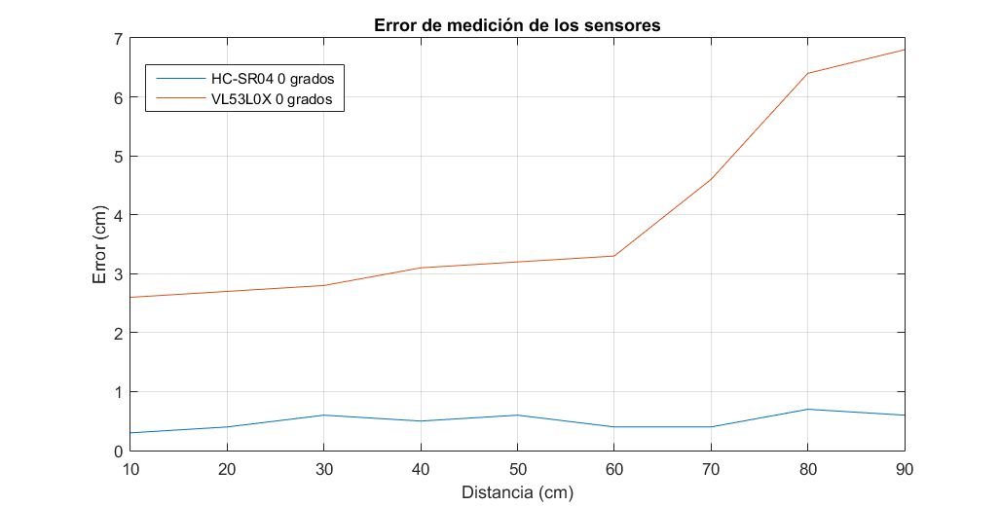 Error de medición de los sensores
7
HC-SR04 0 grados
VL53L0X 0 grados
6
5
4
3
2
1
0
Error (cm)
10 20 30 40 50 60 70 80 90
Distancia (cm)